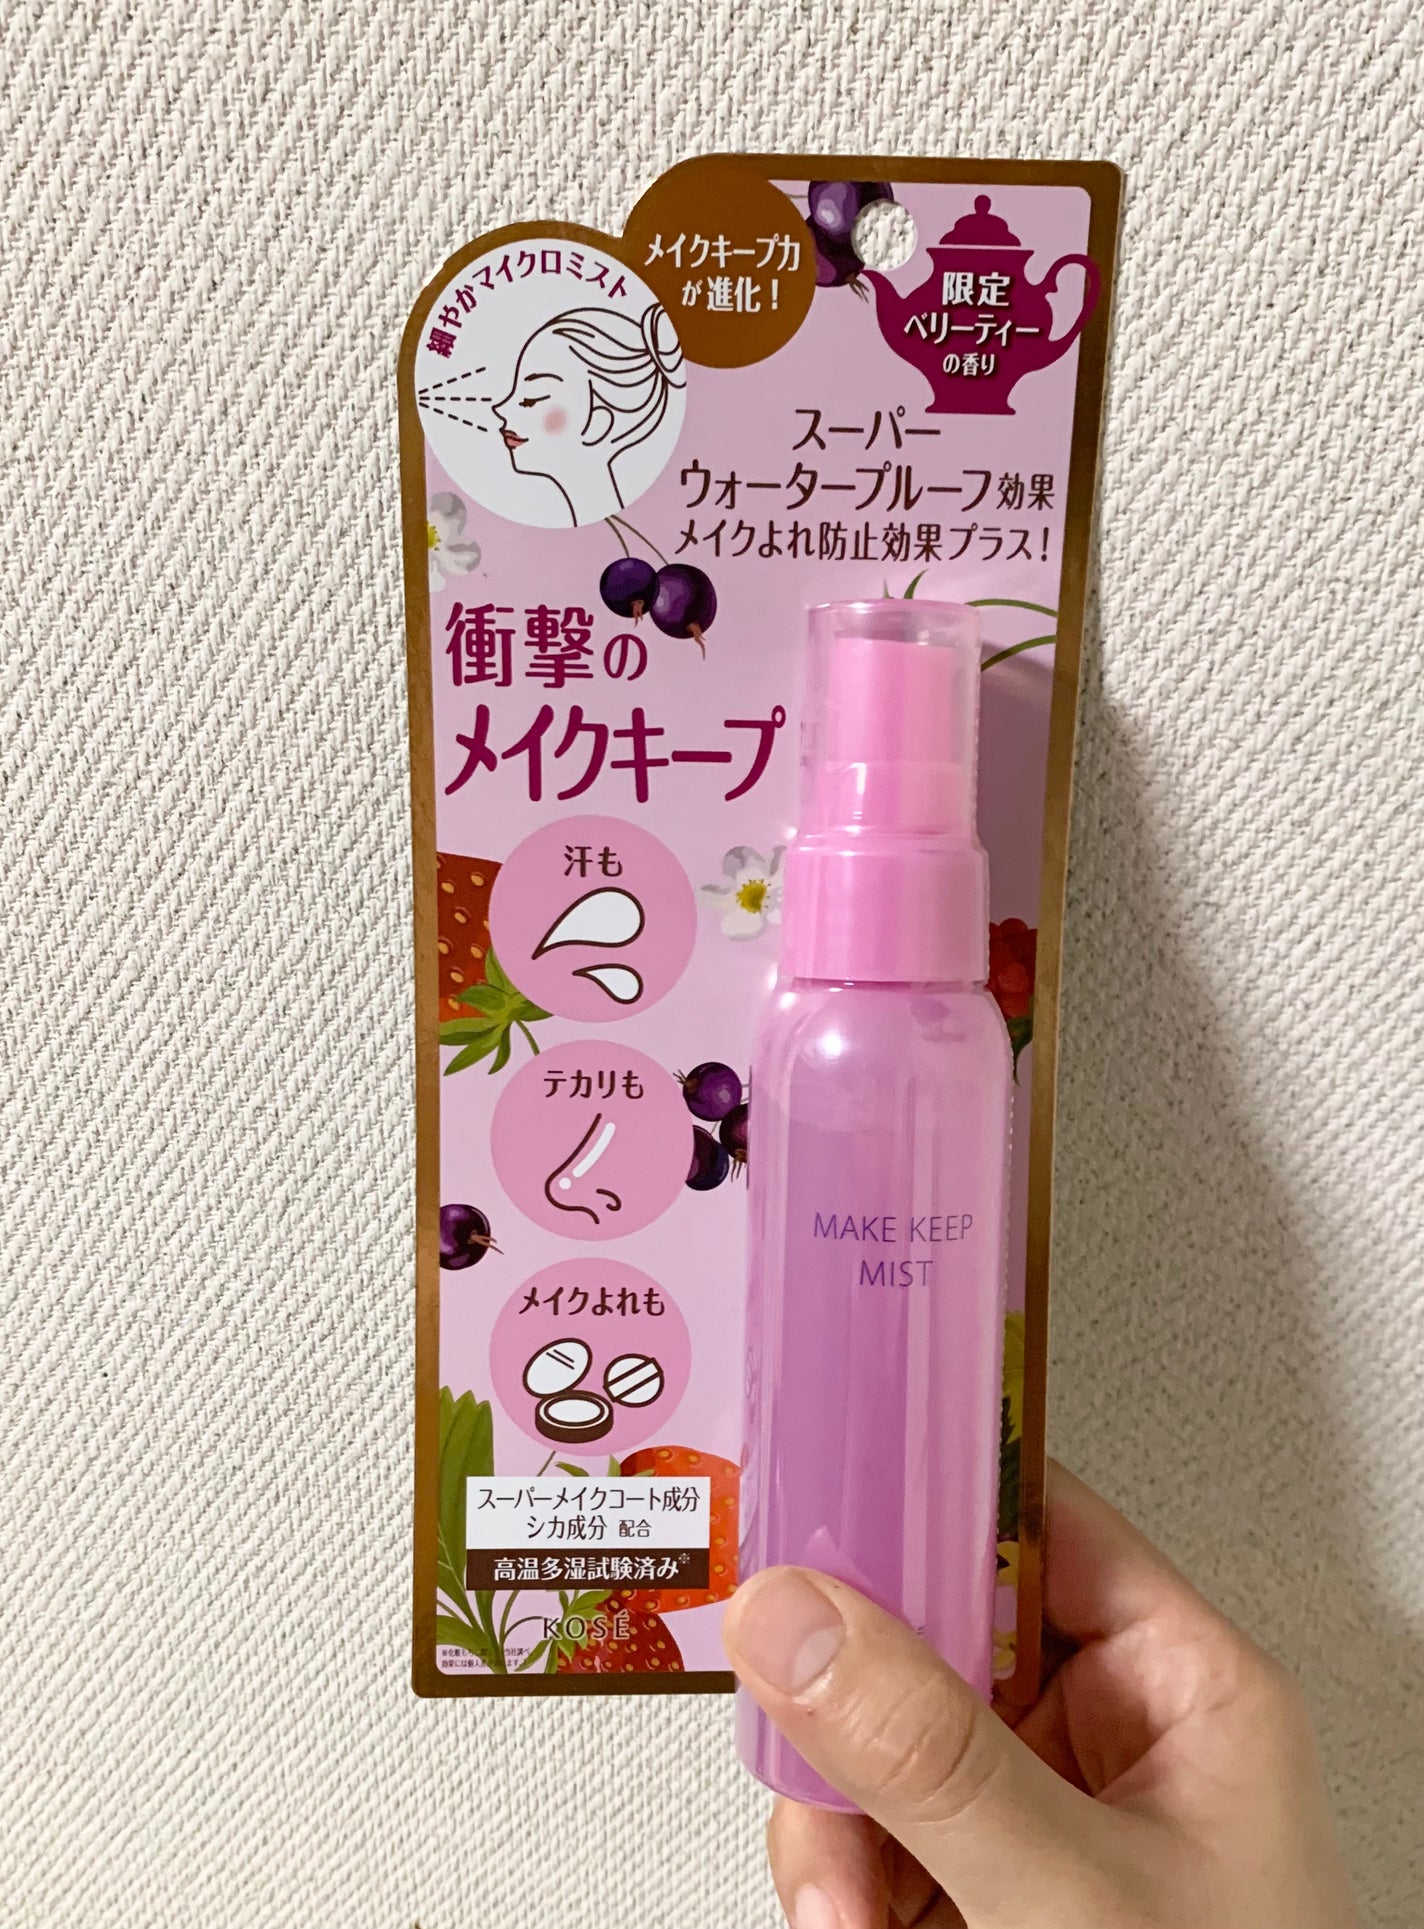 細やかマイクロミスト
メイクキープ力
が進化!
限定
ベリーティー
の香り
スーパー
ウォータープルーフ効果
メイクよれ防止効果プラス!
衝撃の
メイクキープ
汗も
テカリも
メイクよれも
MAKE KEEP
MIST
スーパーメイクコート成分
シカ成分 配合
高温多湿試験済み※
KOSÉ